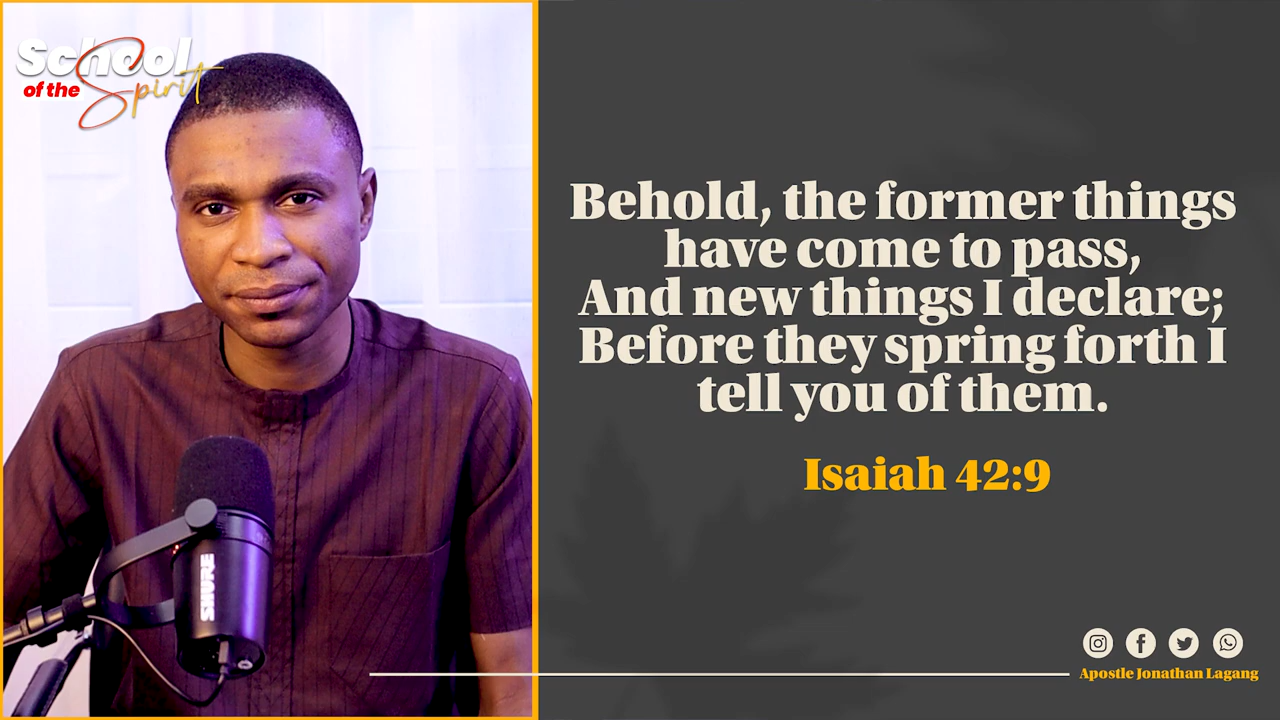 School
of the Spirit
Behold, the former things
have come to pass,
And new things I declare;
Before they spring forth I
tell you of them.
Isaiah 42:9
SHURE
Apostle Jonathan Lagang